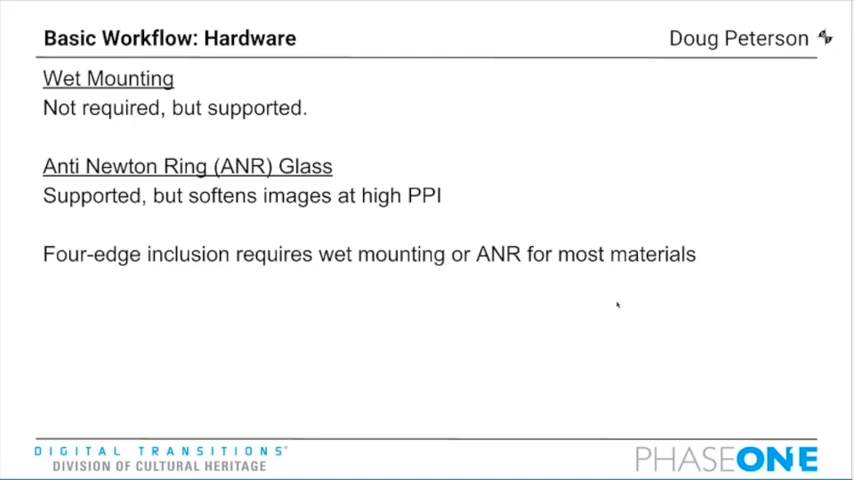 Basic Workflow: Hardware
Doug Peterson
Wet Mounting
Not required, but supported.
Anti Newton Ring (ANR) Glass
Supported, but softens images at high PPI
Four-edge inclusion requires wet mounting or ANR for most materials
DIGITAL TRANSITIONS
DIVISION OF CULTURAL HERITAGE
PHASEONE